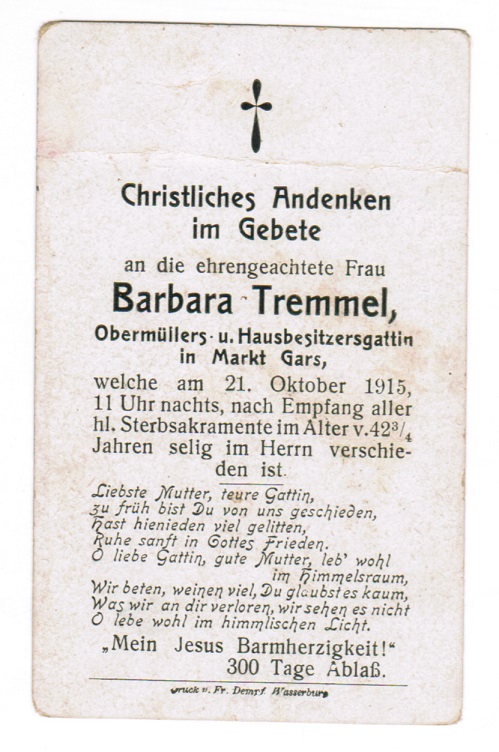 Christliches Andenken
im Gebete
an die ehrengeachtete Frau
Barbara Tremmel,
Obermüllers- u. Hausbesitzersgattin
in Markt Gars,
welche am 21. Oktober 1915,
11 Uhr nachts, nach Empfang aller
hl. Sterbsakramente im Alter v. 42¾
Jahren selig im Herrn verschie-
den ist.
Liebste Mutter, teure Gattin,
zu früh bist Du von uns geschieden,
Hast hienieden viel gelitten,
Ruhe sanft in Gottes Frieden.
O liebe Gattin, gute Mutter, leb' wohl
im Himmelsraum,
Wir beten, weinen viel, Du glaubst es kaum,
Was wir an dir verloren, wir sehen es nicht
O lebe wohl im himmlischen Licht.
„Mein Jesus Barmherzigkeit!"
300 Tage Ablaß.
Druck v. Fr. Dempf Wasserburg